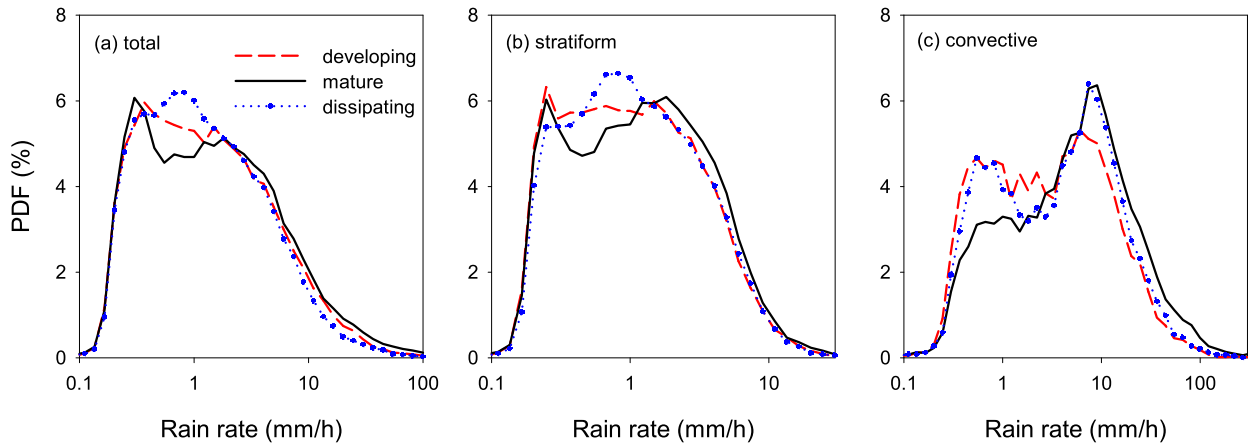 (a) total
developing
mature
dissipating
(b) stratiform
(c) convective
PDF (%)
8
6
4
2
0
0.1 1 10 100
Rain rate (mm/h)
8
6
4
2
0
0.1 1 10
Rain rate (mm/h)
8
6
4
2
0
0.1 1 10 100
Rain rate (mm/h)